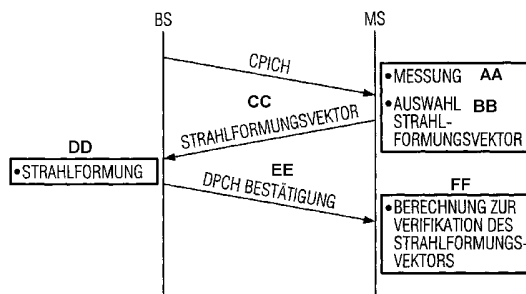 BS
MS
CPICH
• MESSUNG AA
• AUSWAHL BB
STRAHL-
FORMUNGSVEKTOR
CC
STRAHLFORMUNGSVEKTOR
DD
• STRAHLFORMUNG
EE
DPCH BESTÄTIGUNG
FF
• BERECHNUNG ZUR
VERIFIKATION DES
STRAHLFORMUNGS-
VEKTORS